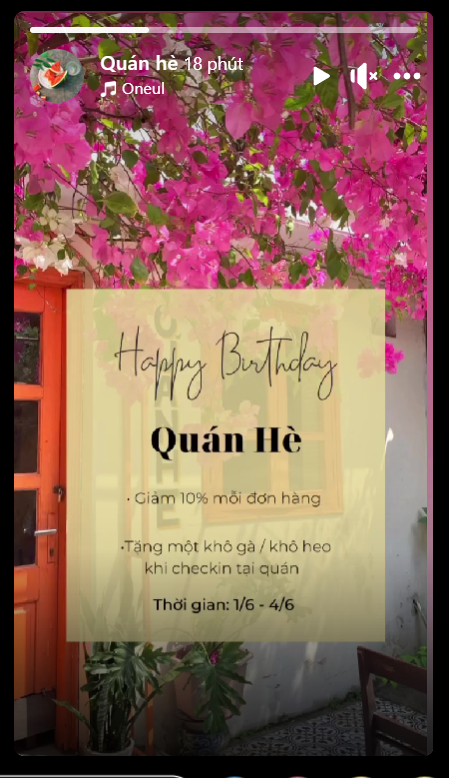 Quán hè 18 phút
Oneul
Happy Birthday
Quán Hè
• Giảm 10% mỗi đơn hàng
•Tặng một khô gà / khô heo
khi checkin tại quán
Thời gian: 1/6 - 4/6